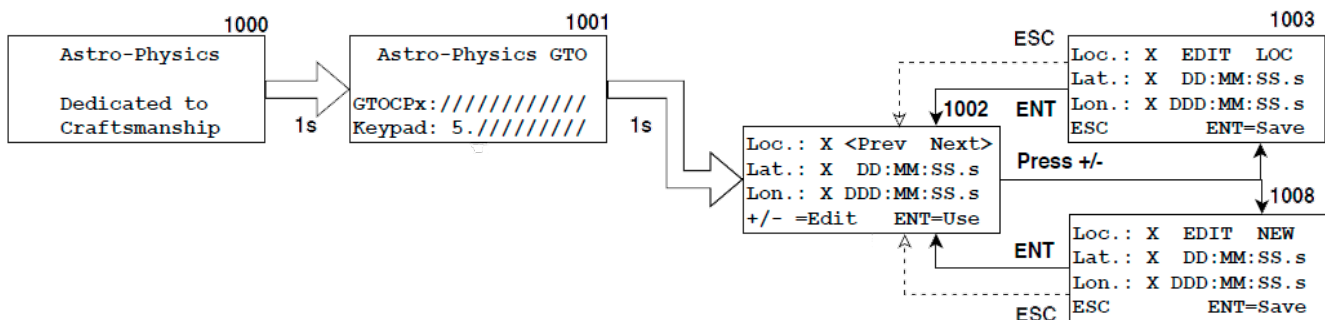 1000
Astro-Physics
Dedicated to
Craftsmanship
1s
1001
Astro-Physics GTO
GTOCPx:////////////
Keypad: 5./////////
1s
1002
Loc.: X <Prev  Next>
Lat.: X  DD:MM:SS.s
Lon.: X DDD:MM:SS.s
+/- =Edit   ENT=Use
Press +/-
ESC
ENT
1003
Loc.: X  EDIT  LOC
Lat.: X  DD:MM:SS.s
Lon.: X DDD:MM:SS.s
ESC       ENT=Save
1008
Loc.: X  EDIT  NEW
Lat.: X  DD:MM:SS.s
Lon.: X DDD:MM:SS.s
ESC       ENT=Save
ENT
ESC